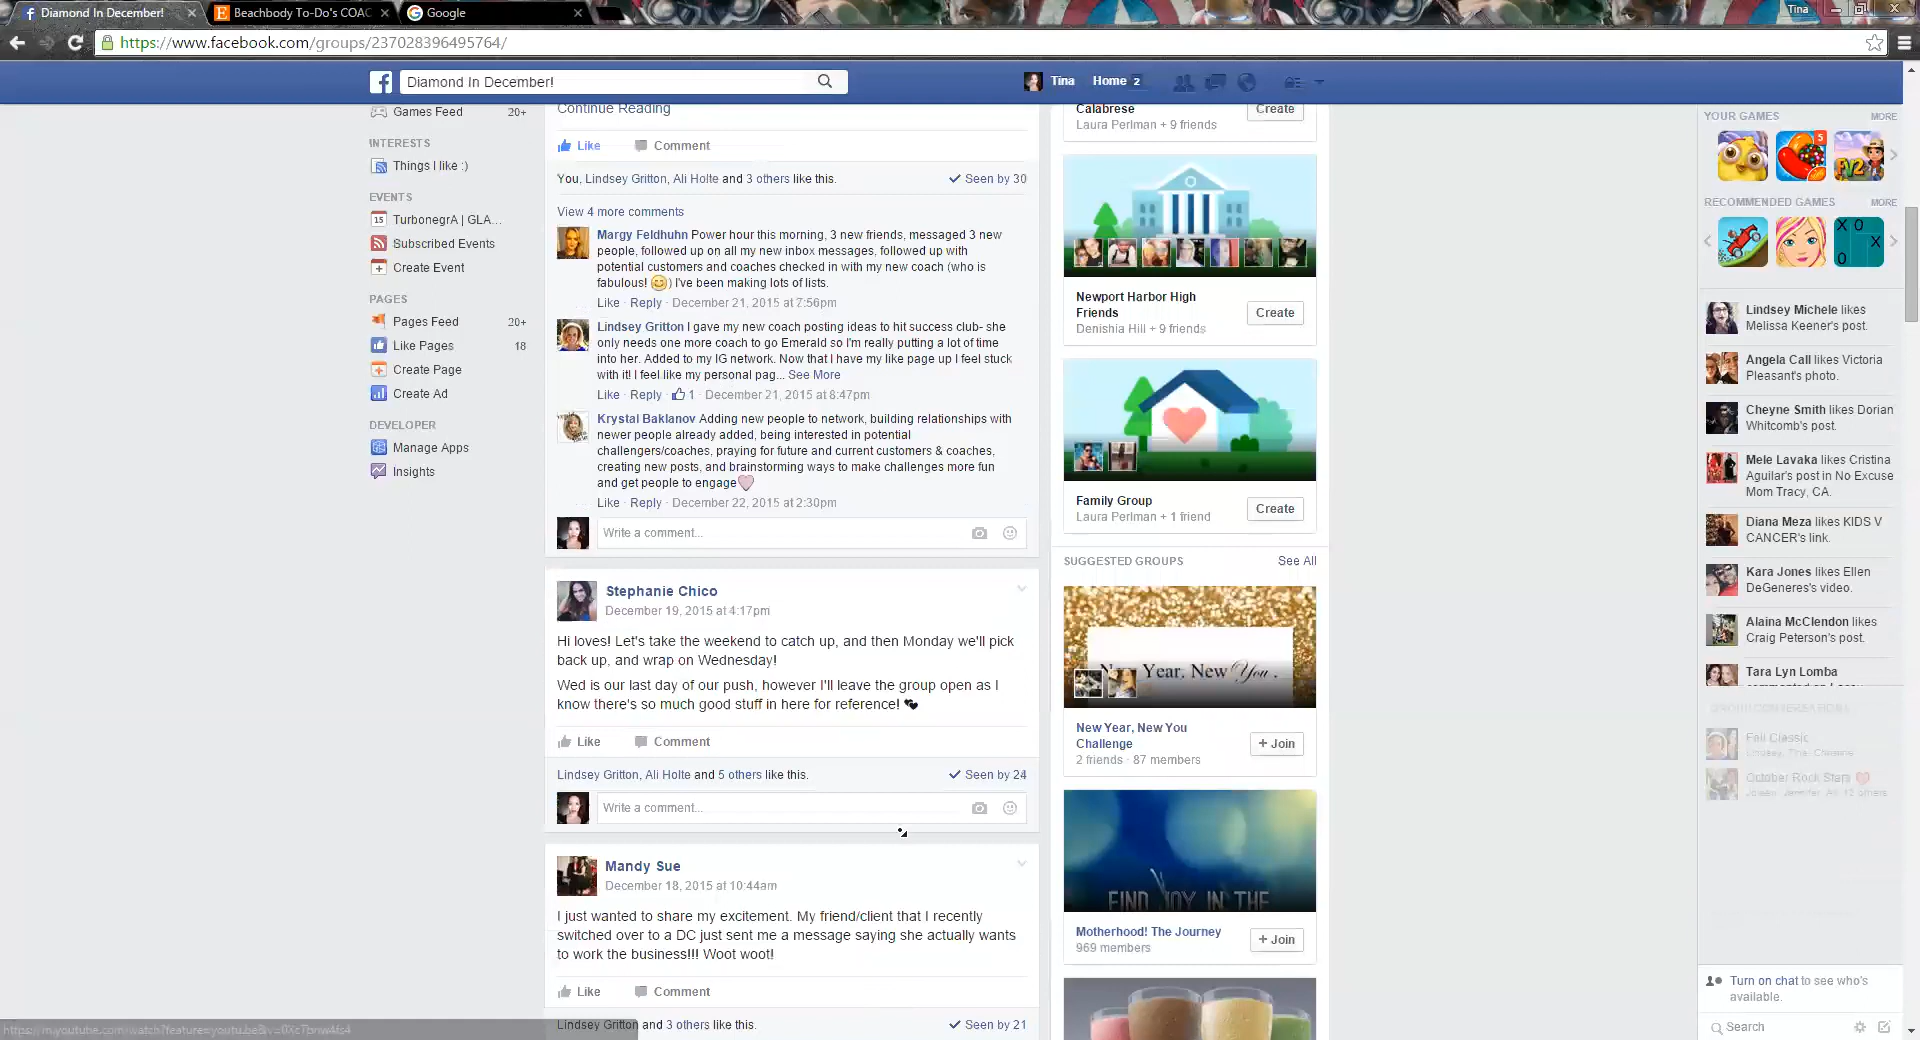 Diamond In December!
Beachbody To-Do's COAC
Google
Tina
https://www.facebook.com/groups/237028396495764/
Diamond In December!
Tina
Home 2
Games Feed 20+
INTERESTS
Things I like :)
EVENTS
15 TurbonegrA | GLA...
Subscribed Events
Create Event
PAGES
Pages Feed 20+
Like Pages 18
Create Page
Create Ad
DEVELOPER
Manage Apps
Insights
Continue Reading
Like Comment
You, Lindsey Gritton, Ali Holte and 3 others like this. Seen by 30
View 4 more comments
Margy Feldhuhn Power hour this morning, 3 new friends, messaged 3 new
people, followed up on all my new inbox messages, followed up with
potential customers and coaches checked in with my new coach (who is
fabulous! 😊) I've been making lots of lists.
Like · Reply · December 21, 2015 at 7:56pm
Lindsey Gritton I gave my new coach posting ideas to hit success club- she
only needs one more coach to go Emerald so I'm really putting a lot of time
into her. Added to my IG network. Now that I have my like page up I feel stuck
with it! I feel like my personal pag... See More
Like · Reply · 1 · December 21, 2015 at 8:47pm
Krystal Baklanov Adding new people to network, building relationships with
newer people already added, being interested in potential
challengers/coaches, praying for future and current customers & coaches,
creating new posts, and brainstorming ways to make challenges more fun
and get people to engage
Like · Reply · December 22, 2015 at 2:30pm
Write a comment...
Stephanie Chico
December 19, 2015 at 4:17pm
Hi loves! Let's take the weekend to catch up, and then Monday we'll pick
back up, and wrap on Wednesday!
Wed is our last day of our push, however I'll leave the group open as I
know there's so much good stuff in here for reference!
Like Comment
Lindsey Gritton, Ali Holte and 5 others like this. Seen by 24
Write a comment...
Mandy Sue
December 18, 2015 at 10:44am
I just wanted to share my excitement. My friend/client that I recently
switched over to a DC just sent me a message saying she actually wants
to work the business!!! Woot woot!
Like Comment
Lindsey Gritton and 3 others like this. Seen by 21
Calabrese
Laura Perlman + 9 friends
Create
Newport Harbor High
Friends
Denishia Hill + 9 friends
Create
Family Group
Laura Perlman + 1 friend
Create
SUGGESTED GROUPS See All
New Year, New You.
New Year, New You
Challenge
2 friends · 87 members
+ Join
FIND JOY IN THE
Motherhood! The Journey
969 members
+ Join
YOUR GAMES MORE
5
FV2
RECOMMENDED GAMES MORE
X O
X
O
Lindsey Michele likes
Melissa Keener's post.
Angela Call likes Victoria
Pleasant's photo.
Cheyne Smith likes Dorian
Whitcomb's post.
Mele Lavaka likes Cristina
Aguilar's post in No Excuse
Mom Tracy, CA.
Diana Meza likes KIDS V
CANCER's link.
Kara Jones likes Ellen
DeGeneres's video.
Alaina McClendon likes
Craig Peterson's post.
Tara Lyn Lomba
GROUP CONVERSATIONS
Fall Classic
October Rock Stars
Turn on chat to see who's
available.
Search